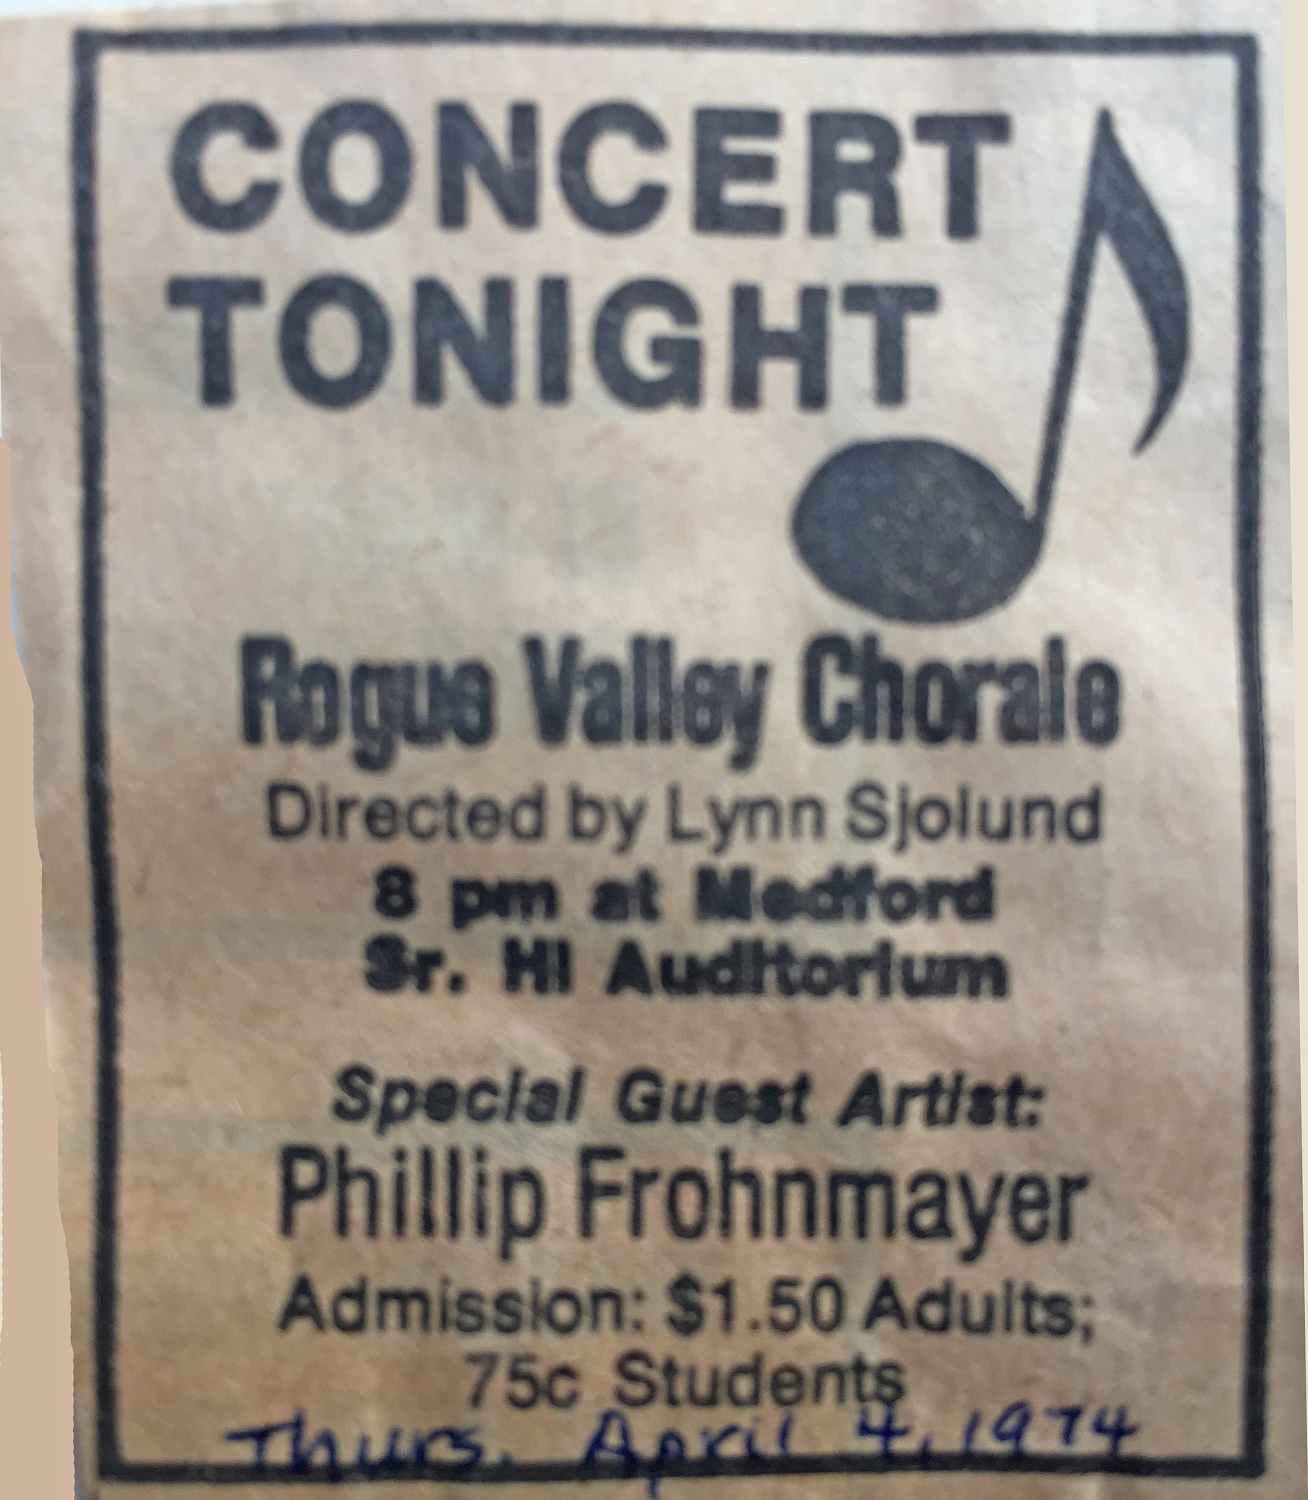 CONCERT
TONIGHT
Rogue Valley Chorale
Directed by Lynn Sjolund
8 pm at Medford
Sr. Hi Auditorium
Special Guest Artist:
Phillip Frohnmayer
Admission: $1.50 Adults;
75c Students
Thurs. April 4, 1974